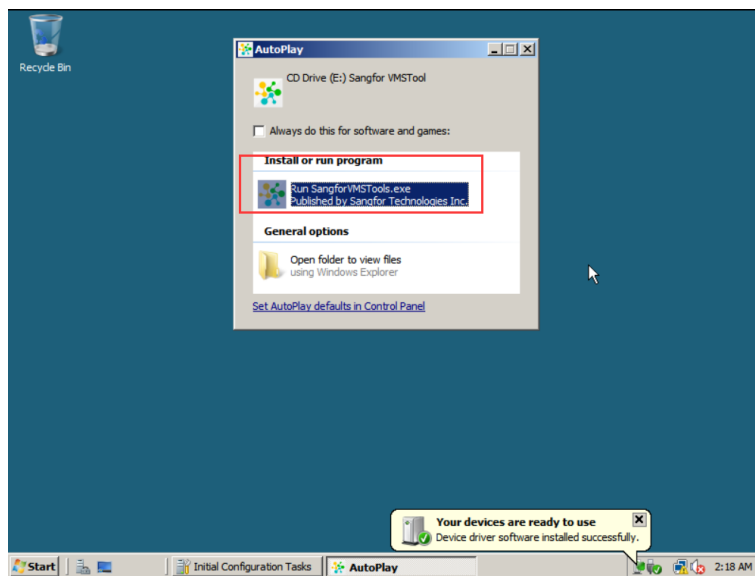 Recycle Bin
AutoPlay
CD Drive (E:) Sangfor VMSTool
Always do this for software and games:
Install or run program
Run SangforVMSTools.exe
Published by Sangfor Technologies Inc.
General options
Open folder to view files
using Windows Explorer
Set AutoPlay defaults in Control Panel
Your devices are ready to use
Device driver software installed successfully.
Start
Initial Configuration Tasks
AutoPlay
2:18 AM